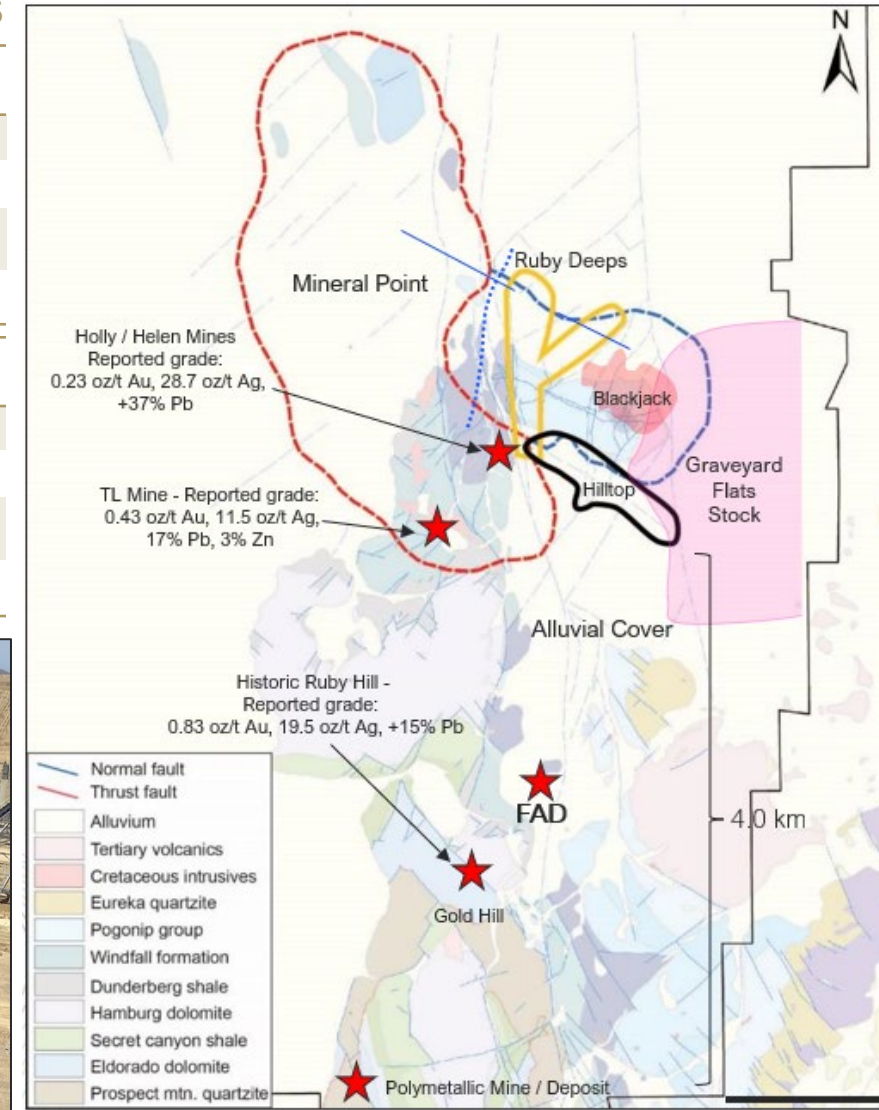 N
Ruby Deeps
Mineral Point
Holly / Helen Mines
Reported grade:
0.23 oz/t Au, 28.7 oz/t Ag,
+37% Pb
Blackjack
Graveyard
Flats
Stock
Hilltop
TL Mine - Reported grade:
0.43 oz/t Au, 11.5 oz/t Ag,
17% Pb, 3% Zn
Alluvial Cover
Historic Ruby Hill -
Reported grade:
0.83 oz/t Au, 19.5 oz/t Ag, +15% Pb
FAD
4.0 km
Gold Hill
Normal fault
Thrust fault
Alluvium
Tertiary volcanics
Cretaceous intrusives
Eureka quartzite
Pogonip group
Windfall formation
Dunderberg shale
Hamburg dolomite
Secret canyon shale
Eldorado dolomite
Prospect mtn. quartzite
Polymetallic Mine / Deposit